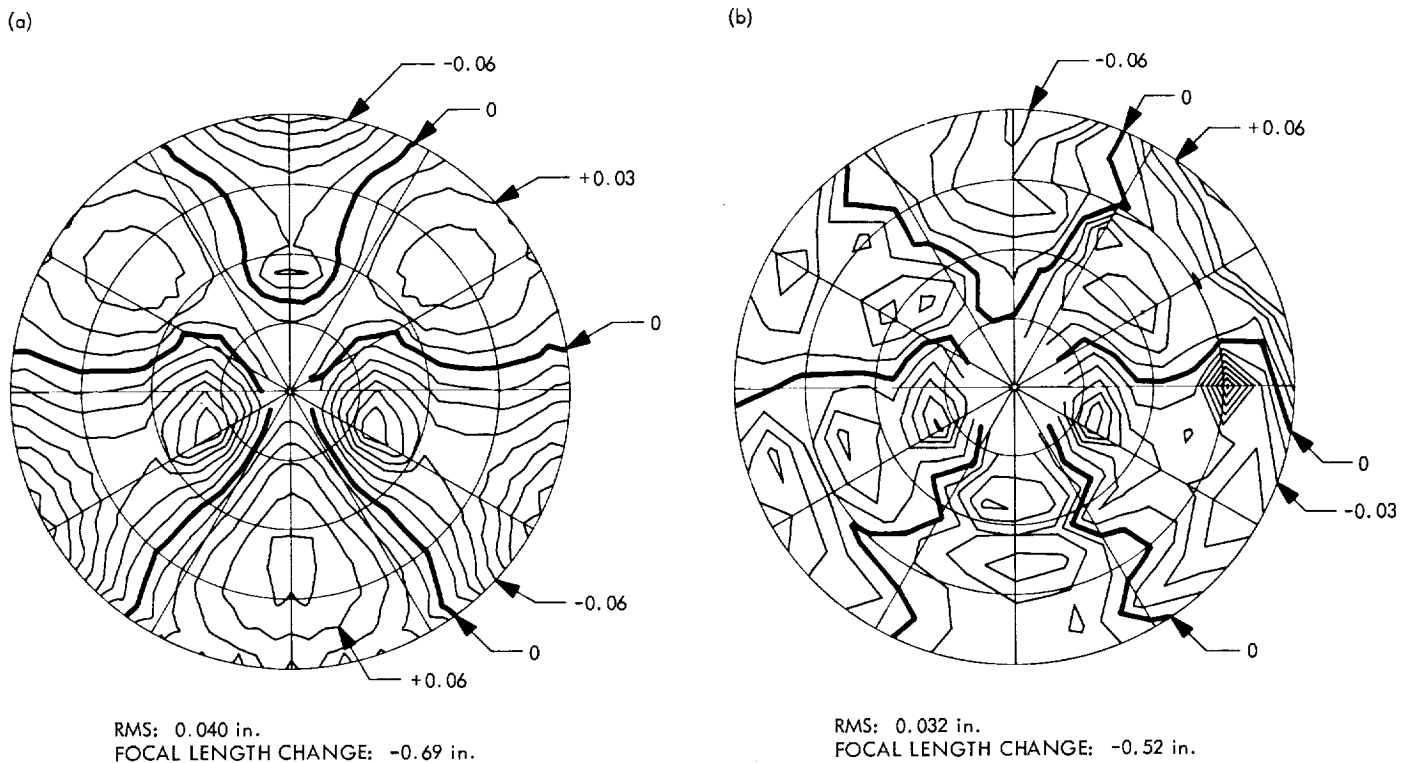 (a)
-0.06
0
+0.03
0
-0.06
0
+0.06
RMS: 0.040 in.
FOCAL LENGTH CHANGE: -0.69 in.
(b)
-0.06
0
+0.06
0
-0.03
0
RMS: 0.032 in.
FOCAL LENGTH CHANGE: -0.52 in.